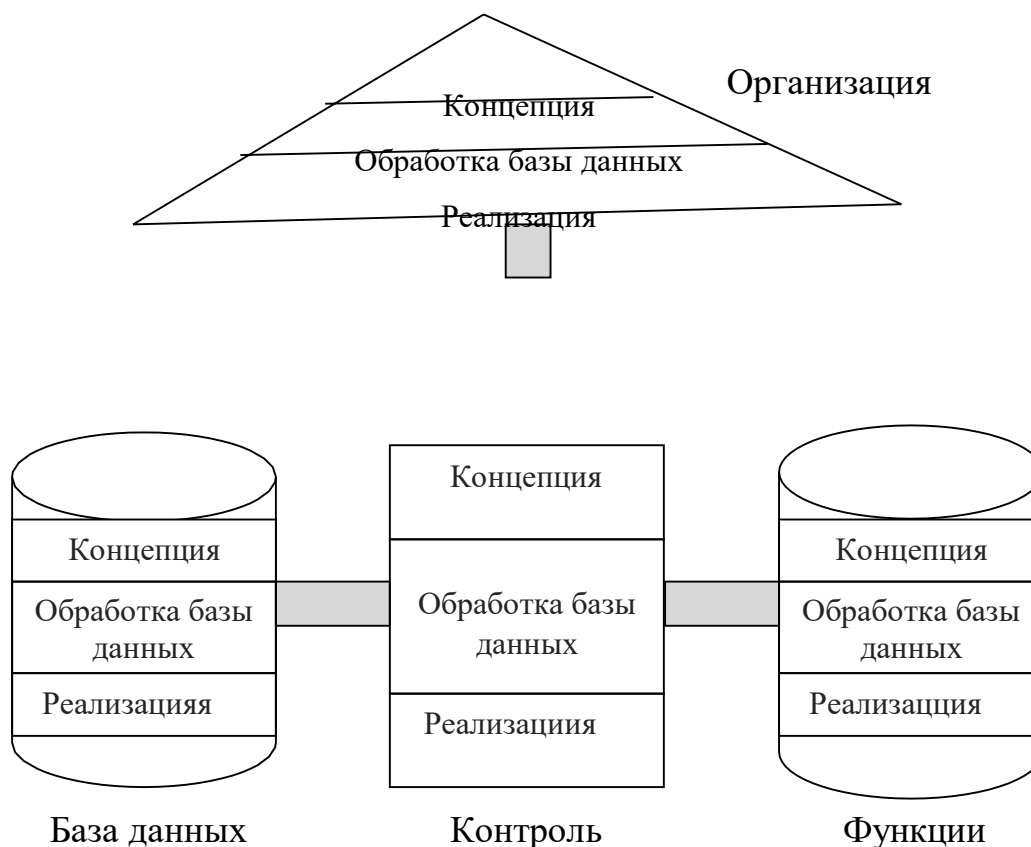 Организация
Концепция
Обработка базы данных
Реализация
Концепция
Обработка базы
данных
Реализацияя
База данных
Концепция
Обработка базы
данных
Реализациия
Контроль
Концепция
Обработка базы
данных
Реализацция
Функции